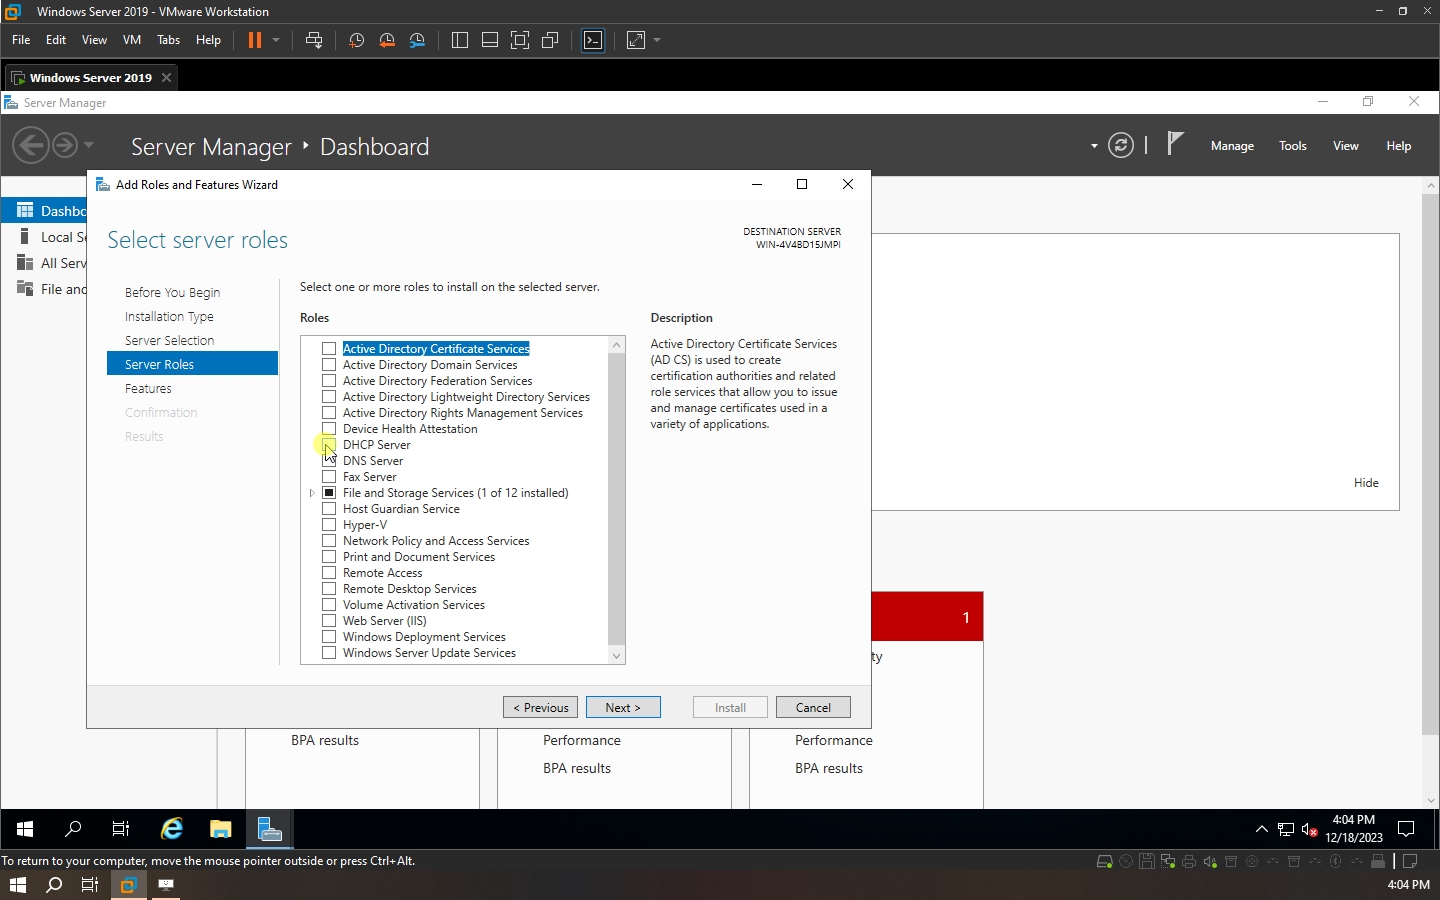 Windows Server 2019 - VMware Workstation
File Edit View VM Tabs Help
Windows Server 2019
Server Manager
Server Manager Dashboard
Manage Tools View Help
Add Roles and Features Wizard
Dashbo
Local Se
All Serv
File and
Select server roles
DESTINATION SERVER
WIN-4V4BD15JMPI
Before You Begin
Installation Type
Server Selection
Server Roles
Features
Confirmation
Results
Select one or more roles to install on the selected server.
Roles
Active Directory Certificate Services
Active Directory Domain Services
Active Directory Federation Services
Active Directory Lightweight Directory Services
Active Directory Rights Management Services
Device Health Attestation
DHCP Server
DNS Server
Fax Server
File and Storage Services (1 of 12 installed)
Host Guardian Service
Hyper-V
Network Policy and Access Services
Print and Document Services
Remote Access
Remote Desktop Services
Volume Activation Services
Web Server (IIS)
Windows Deployment Services
Windows Server Update Services
Description
Active Directory Certificate Services
(AD CS) is used to create
certification authorities and related
role services that allow you to issue
and manage certificates used in a
variety of applications.
< Previous Next > Install Cancel
Hide
1
ty
BPA results
Performance
BPA results
Performance
BPA results
4:04 PM
12/18/2023
To return to your computer, move the mouse pointer outside or press Ctrl+Alt.
4:04 PM